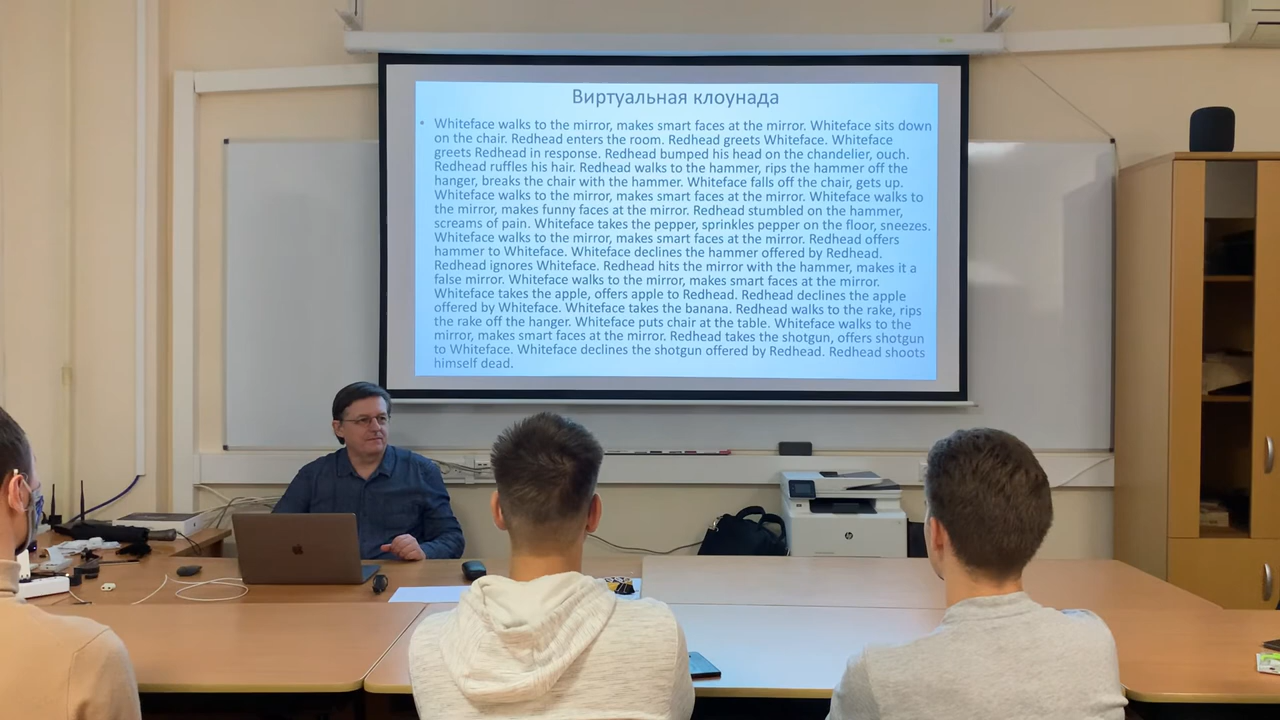 Виртуальная клоунада
• Whiteface walks to the mirror, makes smart faces at the mirror. Whiteface sits down
on the chair. Redhead enters the room. Redhead greets Whiteface. Whiteface
greets Redhead in response. Redhead bumped his head on the chandelier, ouch.
Redhead ruffles his hair. Redhead walks to the hammer, rips the hammer off the
hanger, breaks the chair with the hammer. Whiteface falls off the chair, gets up.
Whiteface walks to the mirror, makes smart faces at the mirror. Whiteface walks to
the mirror, makes funny faces at the mirror. Redhead stumbled on the hammer,
screams of pain. Whiteface takes the pepper, sprinkles pepper on the floor, sneezes.
Whiteface walks to the mirror, makes smart faces at the mirror. Redhead offers
hammer to Whiteface. Whiteface declines the hammer offered by Redhead.
Redhead ignores Whiteface. Redhead hits the mirror with the hammer, makes it a
false mirror. Whiteface walks to the mirror, makes smart faces at the mirror.
Whiteface takes the apple, offers apple to Redhead. Redhead declines the apple
offered by Whiteface. Whiteface takes the banana. Redhead walks to the rake, rips
the rake off the hanger. Whiteface puts chair at the table. Whiteface walks to the
mirror, makes smart faces at the mirror. Redhead takes the shotgun, offers shotgun
to Whiteface. Whiteface declines the shotgun offered by Redhead. Redhead shoots
himself dead.
hp